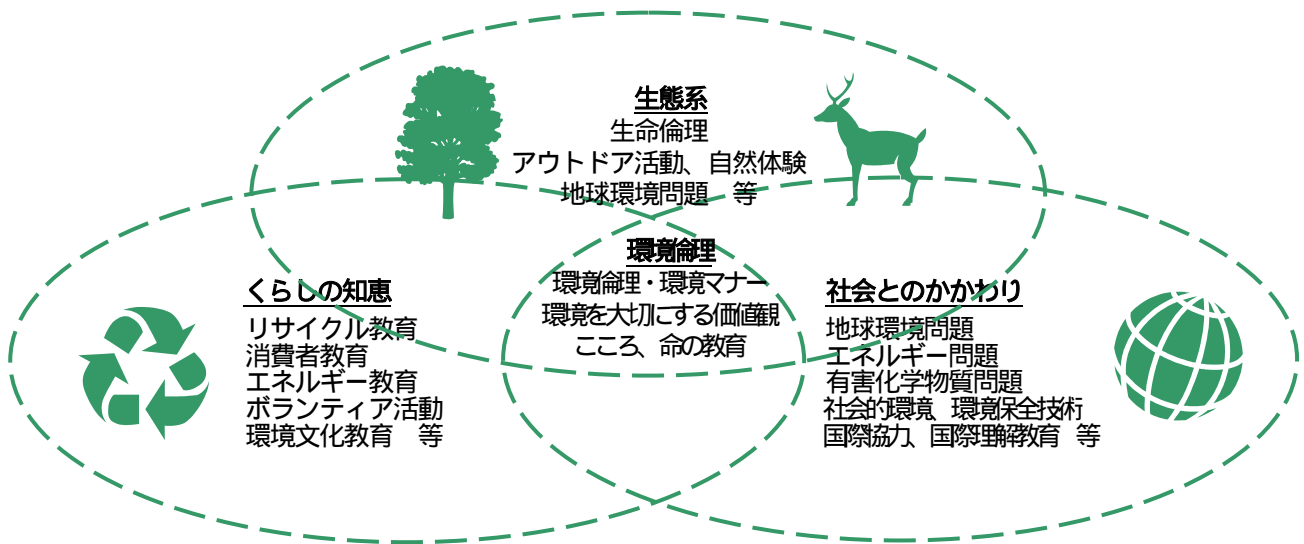 生態系
生命倫理
アウトドア活動、自然体験
地球環境問題　等
環境倫理
環境倫理・環境マナー
環境を大切にする価値観
こころ、命の教育
くらしの知恵
リサイクル教育
消費者教育
エネルギー教育
ボランティア活動
環境文化教育　等
社会とのかかわり
地球環境問題
エネルギー問題
有害化学物質問題
社会的環境、環境保全技術
国際協力、国際理解教育　等